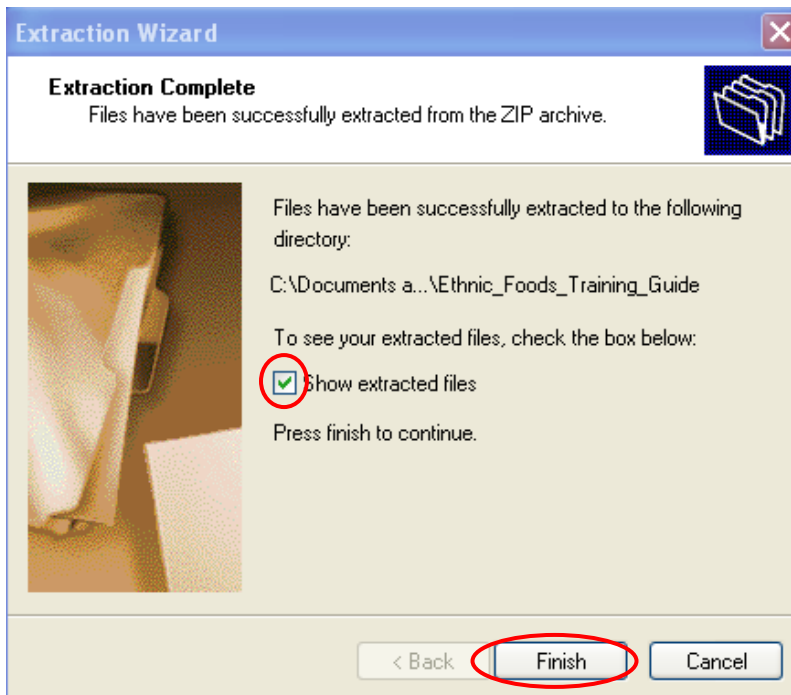 Extraction Wizard
Extraction Complete
Files have been successfully extracted from the ZIP archive.
Files have been successfully extracted to the following
directory:
C:\Documents a...\Ethnic_Foods_Training_Guide
To see your extracted files, check the box below:
Show extracted files
Press finish to continue.
< Back Finish Cancel